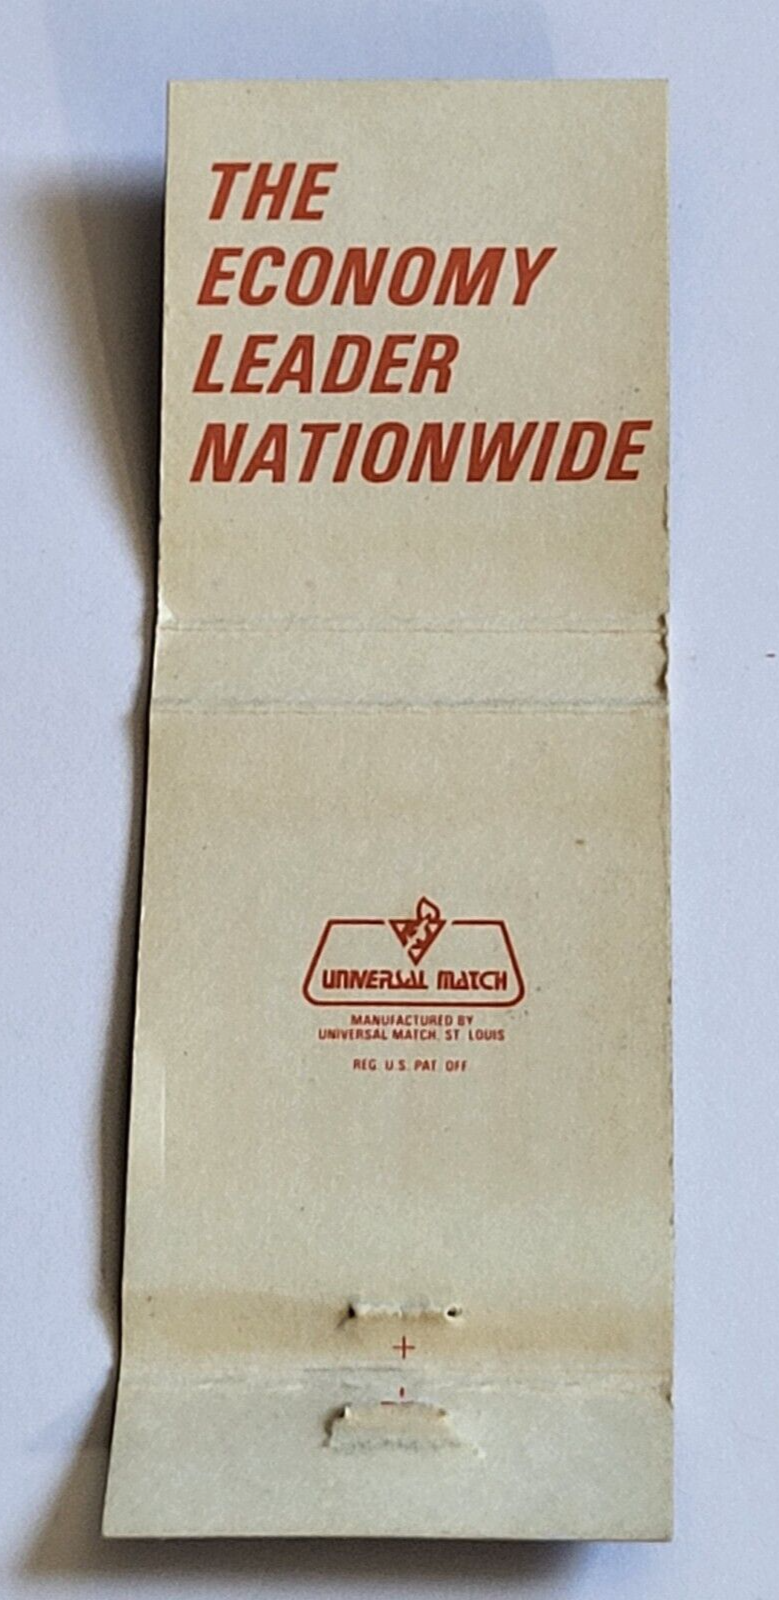 THE
ECONOMY
LEADER
NATIONWIDE
UNIVERSAL MATCH
MANUFACTURED BY
UNIVERSAL MATCH, ST. LOUIS
REG. U.S. PAT. OFF